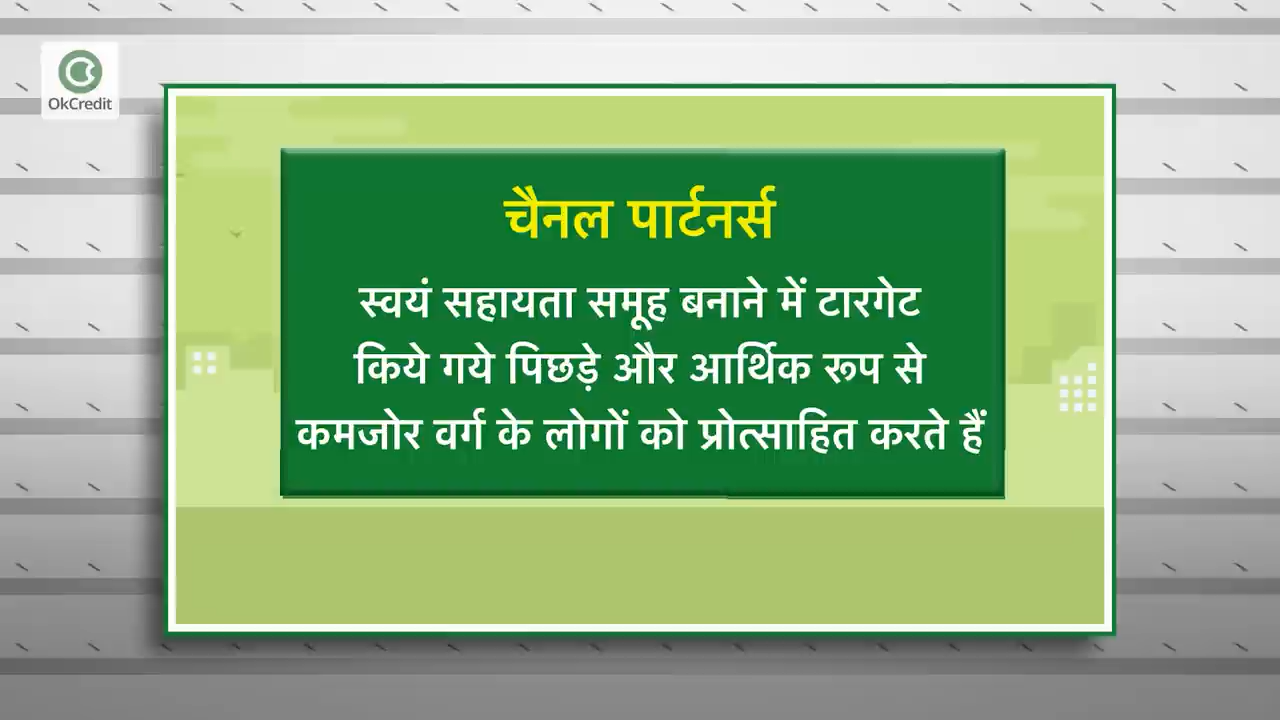 OkCredit
चैनल पार्टनर्स
स्वयं सहायता समूह बनाने में टारगेट
किये गये पिछड़े और आर्थिक रूप से
कमजोर वर्ग के लोगों को प्रोत्साहित करते हैं